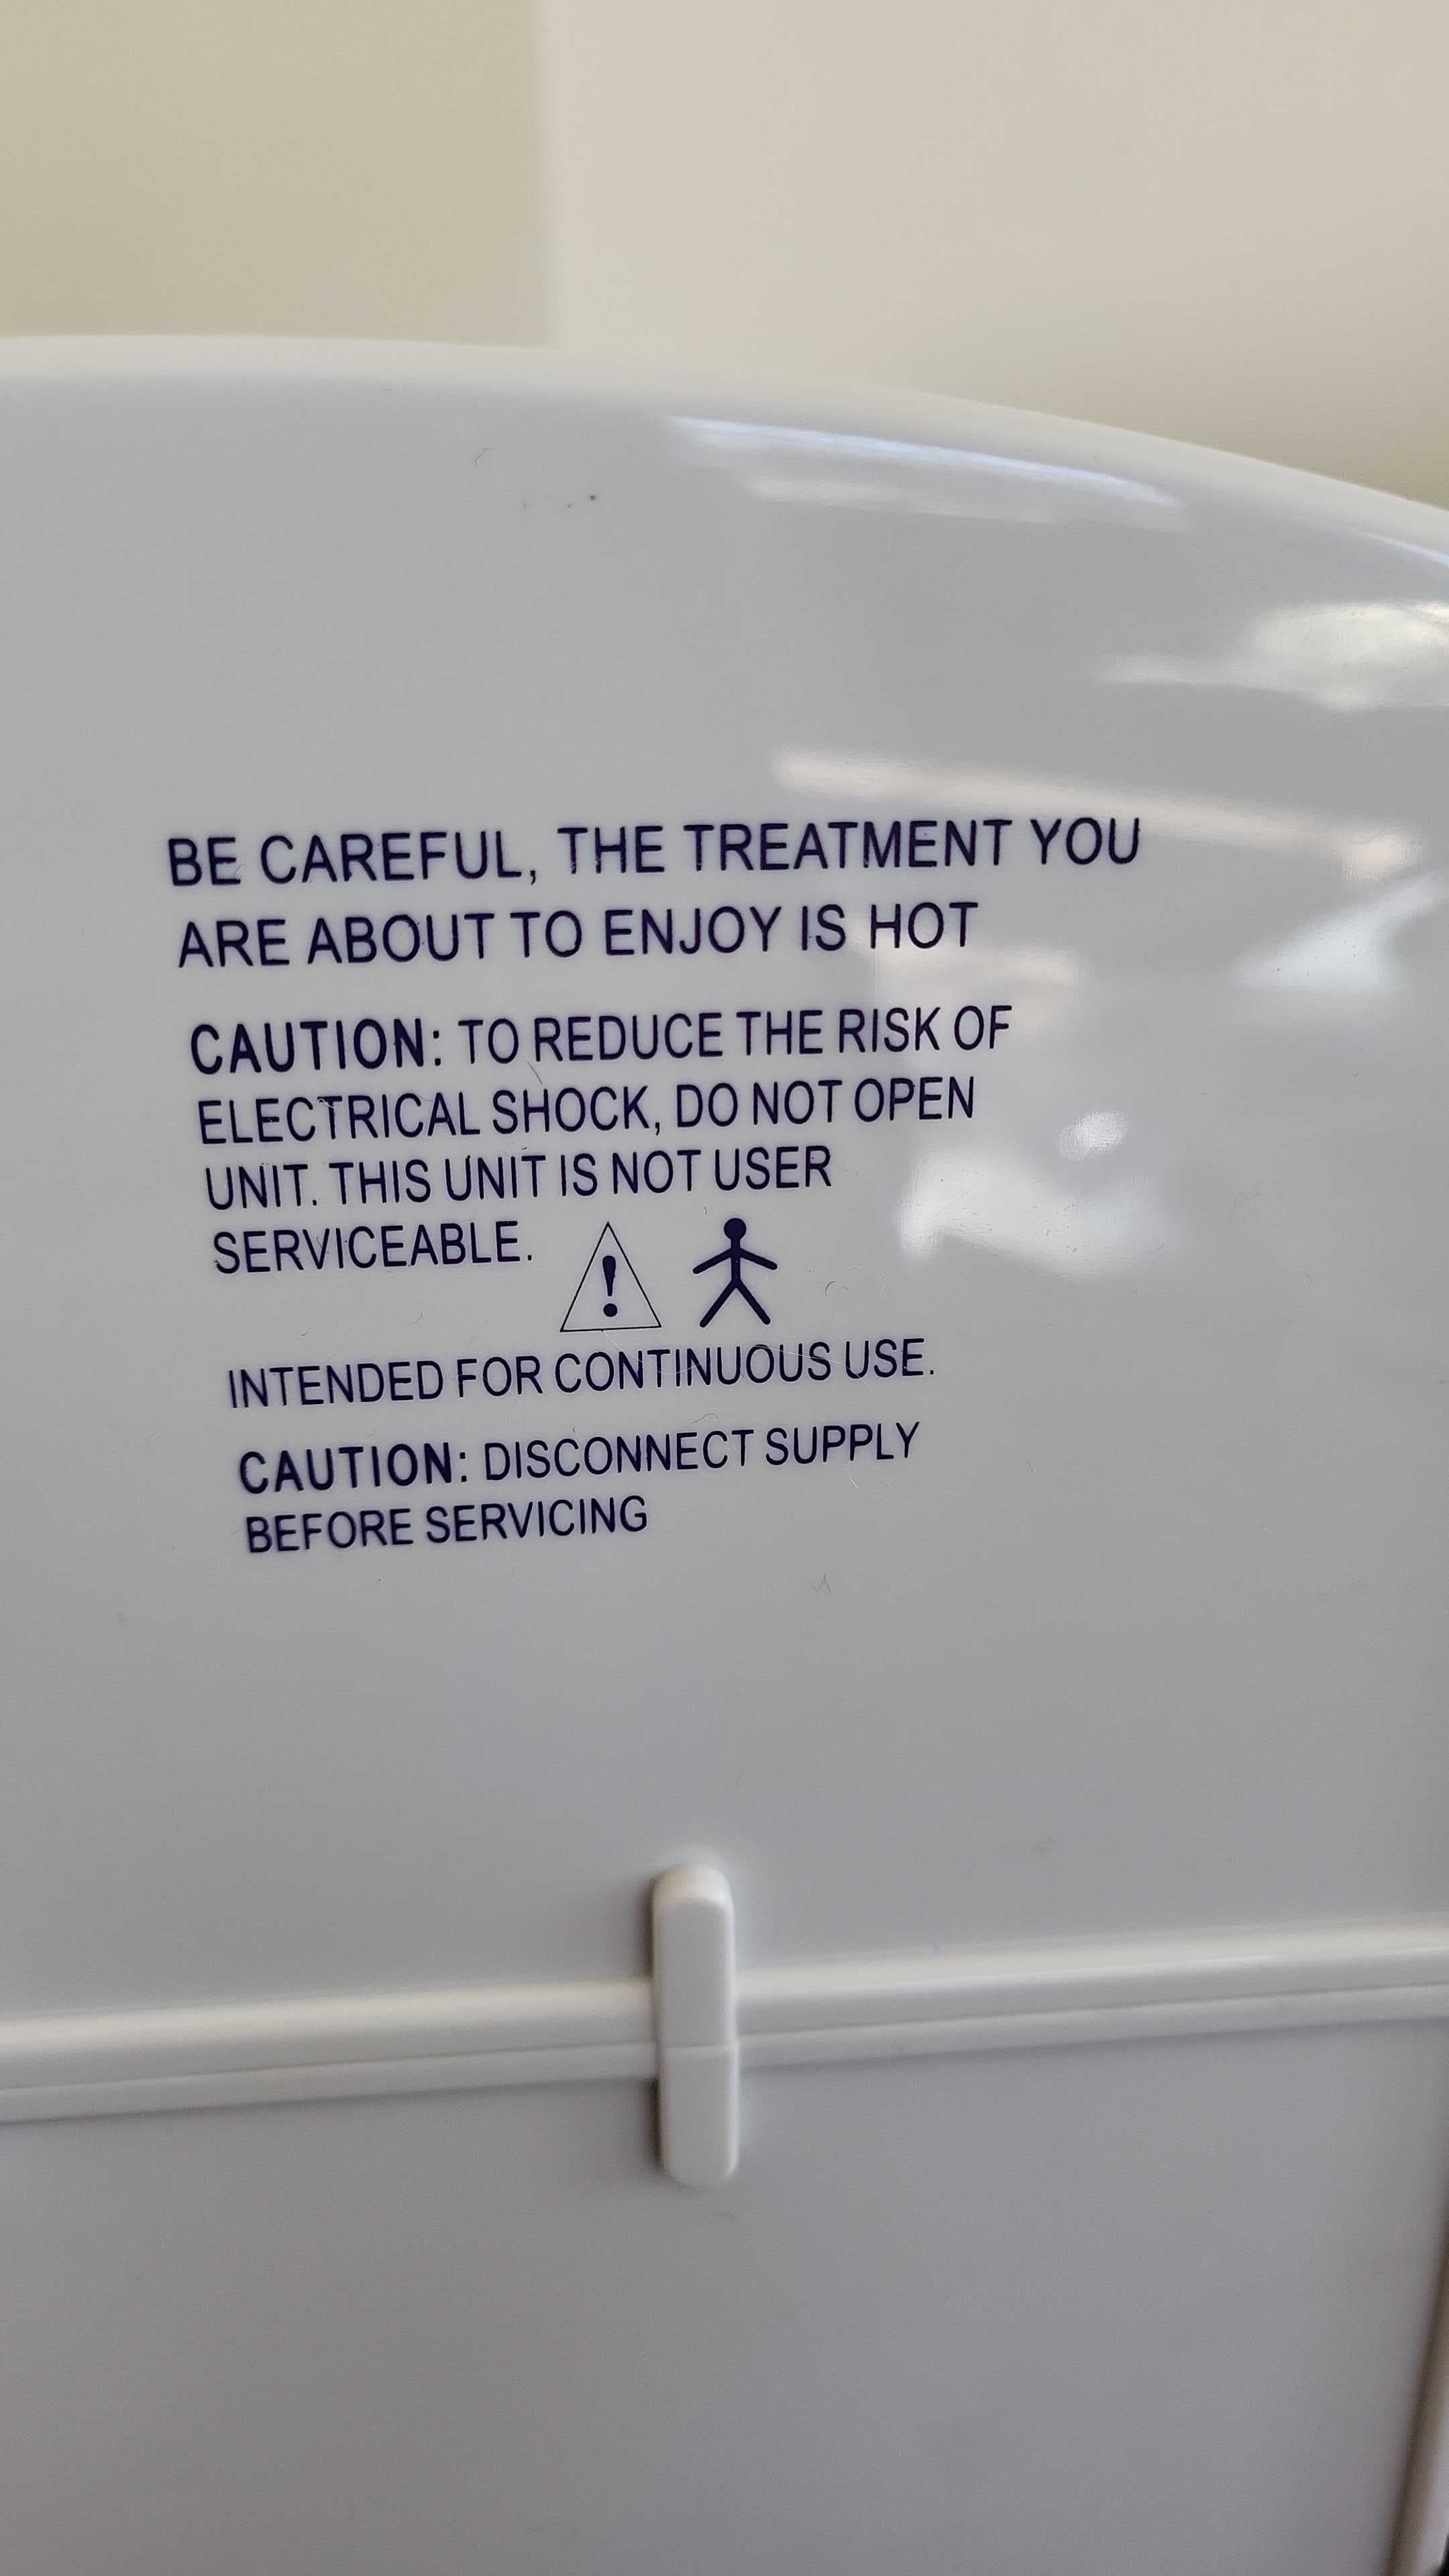 BE CAREFUL, THE TREATMENT YOU
ARE ABOUT TO ENJOY IS HOT
CAUTION: TO REDUCE THE RISK OF
ELECTRICAL SHOCK, DO NOT OPEN
UNIT. THIS UNIT IS NOT USER
SERVICEABLE.
INTENDED FOR CONTINUOUS USE.
CAUTION: DISCONNECT SUPPLY
BEFORE SERVICING